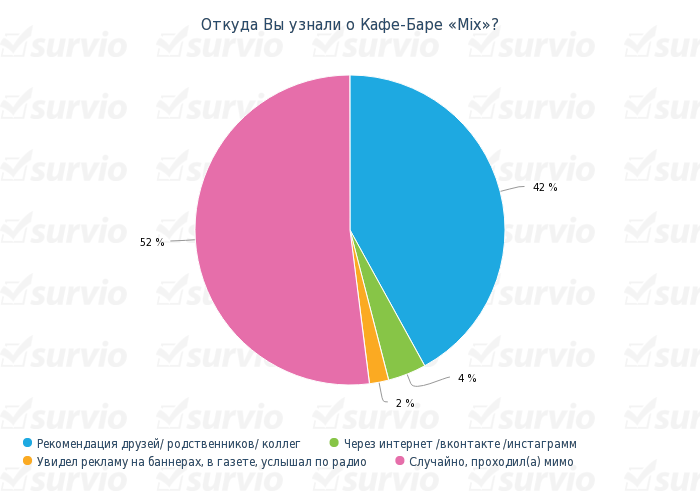 Откуда Вы узнали о Кафе-Баре «Mix»?
42 %
52 %
4 %
2 %
Рекомендация друзей/ родственников/ коллег
Через интернет /вконтакте /инстаграмм
Увидел рекламу на баннерах, в газете, услышал по радио
Случайно, проходил(а) мимо
survio